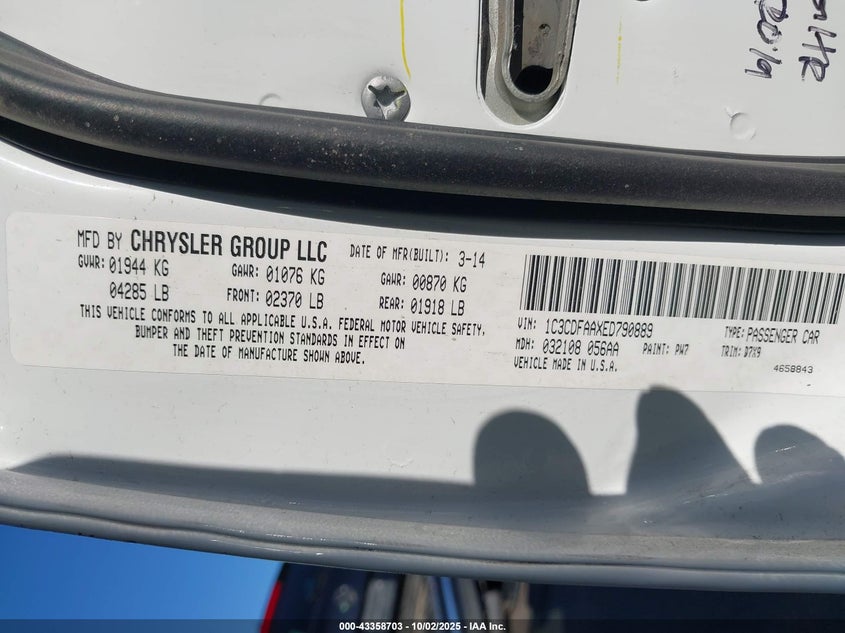 2019
MFD BY CHRYSLER GROUP LLC DATE OF MFR(BUILT): 3-14
GVWR: 01944 KG GAWR: 01076 KG GAWR: 00870 KG
04285 LB FRONT: 02370 LB REAR: 01918 LB
THIS VEHICLE CONFORMS TO ALL APPLICABLE U.S.A. FEDERAL MOTOR VEHICLE SAFETY,
BUMPER AND THEFT PREVENTION STANDARDS IN EFFECT ON
THE DATE OF MANUFACTURE SHOWN ABOVE.
VIN: 1C3CDFAAXED790889 TYPE: PASSENGER CAR
MDH: 032108 056AA PAINT: PW7 TRIM: B7X9
VEHICLE MADE IN U.S.A. 4658843
000-43358703 - 10/02/2025 - IAA Inc.